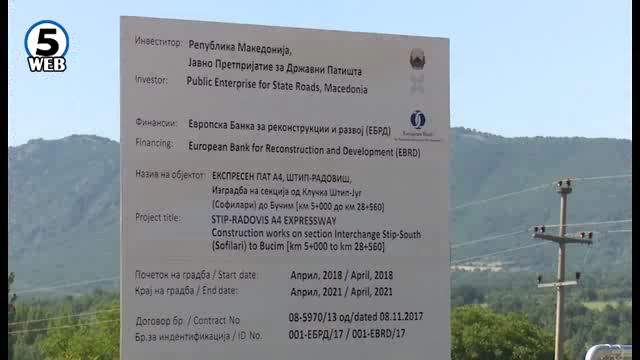 5
WEB
Инвеститор: Република Македонија,
Јавно Претпријатие за Државни Патишта
Investor: Public Enterprise for State Roads, Macedonia
Финансии: Европска Банка за реконструкции и развој (ЕБРД)
Financing: European Bank for Reconstruction and Development (EBRD)
European Bank
Назив на објектот: ЕКСПРЕСЕН ПАТ А4, ШТИП-РАДОВИШ,
Изградба на секција од Клучка Штип-Југ
(Софилари) до Бучим [км 5+000 до км 28+560]
Project title: STIP-RADOVIS A4 EXPRESSWAY
Construction works on section Interchange Stip-South
(Sofilari) to Bucim [km 5+000 to km 28+560]
Почеток на градба / Start date: Април, 2018 / April, 2018
Крај на градба / End date: Април, 2021 / April, 2021
Договор бр. / Contract No 08-5970/13 од/dated 08.11.2017
Бр.за индентификација / ID No. 001-ЕБРД/17 / 001-EBRD/17